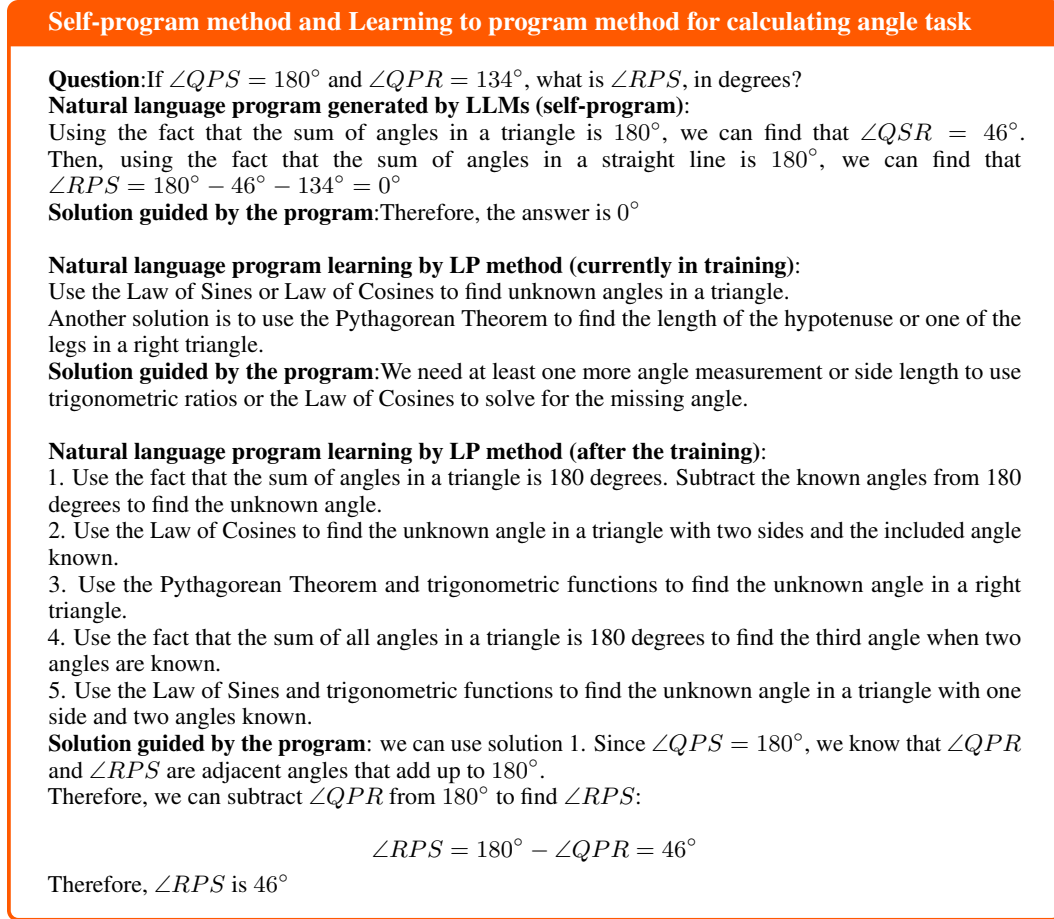 Self-program method and Learning to program method for calculating angle task
Question:If ∠QPS = 180° and ∠QPR = 134°, what is ∠RPS, in degrees?
Natural language program generated by LLMs (self-program):
Using the fact that the sum of angles in a triangle is 180°, we can find that ∠QSR = 46°.
Then, using the fact that the sum of angles in a straight line is 180°, we can find that
∠RPS = 180° − 46° − 134° = 0°
Solution guided by the program:Therefore, the answer is 0°
Natural language program learning by LP method (currently in training):
Use the Law of Sines or Law of Cosines to find unknown angles in a triangle.
Another solution is to use the Pythagorean Theorem to find the length of the hypotenuse or one of the
legs in a right triangle.
Solution guided by the program:We need at least one more angle measurement or side length to use
trigonometric ratios or the Law of Cosines to solve for the missing angle.
Natural language program learning by LP method (after the training):
1. Use the fact that the sum of angles in a triangle is 180 degrees. Subtract the known angles from 180
degrees to find the unknown angle.
2. Use the Law of Cosines to find the unknown angle in a triangle with two sides and the included angle
known.
3. Use the Pythagorean Theorem and trigonometric functions to find the unknown angle in a right
triangle.
4. Use the fact that the sum of all angles in a triangle is 180 degrees to find the third angle when two
angles are known.
5. Use the Law of Sines and trigonometric functions to find the unknown angle in a triangle with one
side and two angles known.
Solution guided by the program: we can use solution 1. Since ∠QPS = 180°, we know that ∠QPR
and ∠RPS are adjacent angles that add up to 180°.
Therefore, we can subtract ∠QPR from 180° to find ∠RPS:
∠RPS = 180° − ∠QPR = 46°
Therefore, ∠RPS is 46°